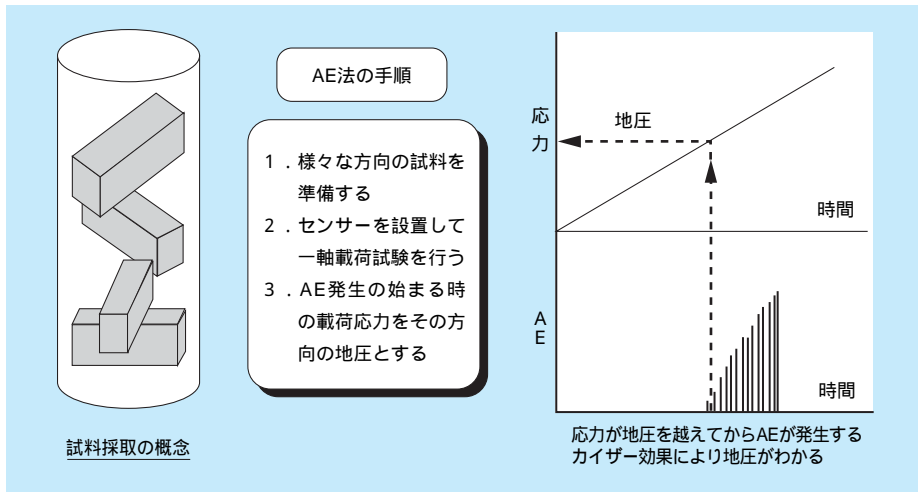 AE法の手順
1．様々な方向の試料を
準備する
2．センサーを設置して
一軸載荷試験を行う
3．AE発生の始まる時
の載荷応力をその方
向の地圧とする
試料採取の概念
応力
地圧
時間
AE
時間
応力が地圧を越えてからAEが発生する
カイザー効果により地圧がわかる